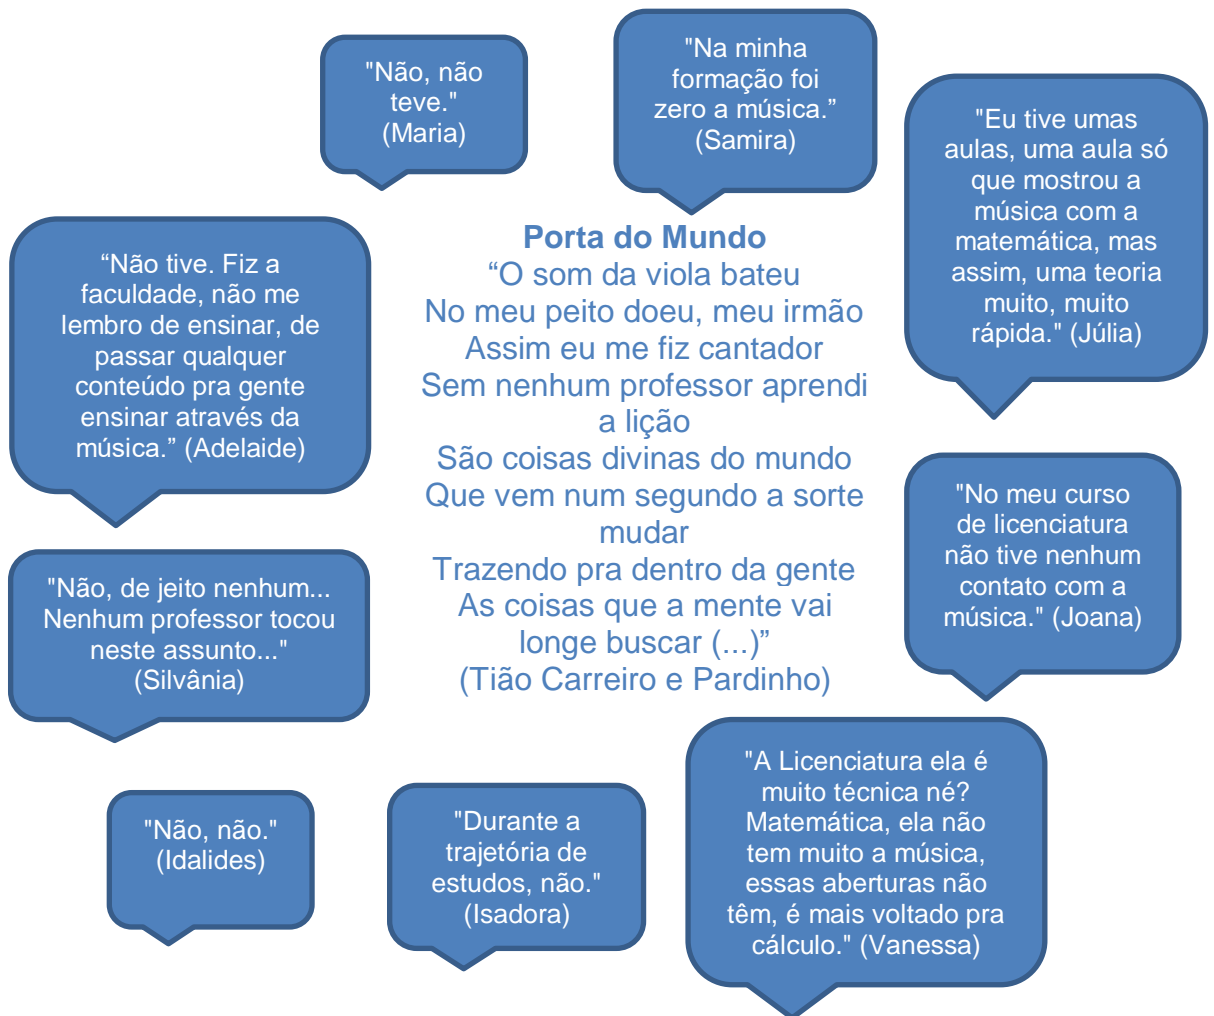 "Não, não
teve."
(Maria)
"Na minha
formação foi
zero a música.”
(Samira)
"Eu tive umas
aulas, uma aula só
que mostrou a
música com a
matemática, mas
assim, uma teoria
muito, muito
rápida." (Júlia)
“Não tive. Fiz a
faculdade, não me
lembro de ensinar, de
passar qualquer
conteúdo pra gente
ensinar através da
música.” (Adelaide)
Porta do Mundo
“O som da viola bateu
No meu peito doeu, meu irmão
Assim eu me fiz cantador
Sem nenhum professor aprendi
a lição
São coisas divinas do mundo
Que vem num segundo a sorte
mudar
Trazendo pra dentro da gente
As coisas que a mente vai
longe buscar (...)”
(Tião Carreiro e Pardinho)
"No meu curso
de licenciatura
não tive nenhum
contato com a
música." (Joana)
"Não, de jeito nenhum...
Nenhum professor tocou
neste assunto..."
(Silvânia)
"Não, não."
(Idalides)
"Durante a
trajetória de
estudos, não."
(Isadora)
"A Licenciatura ela é
muito técnica né?
Matemática, ela não
tem muito a música,
essas aberturas não
têm, é mais voltado pra
cálculo." (Vanessa)